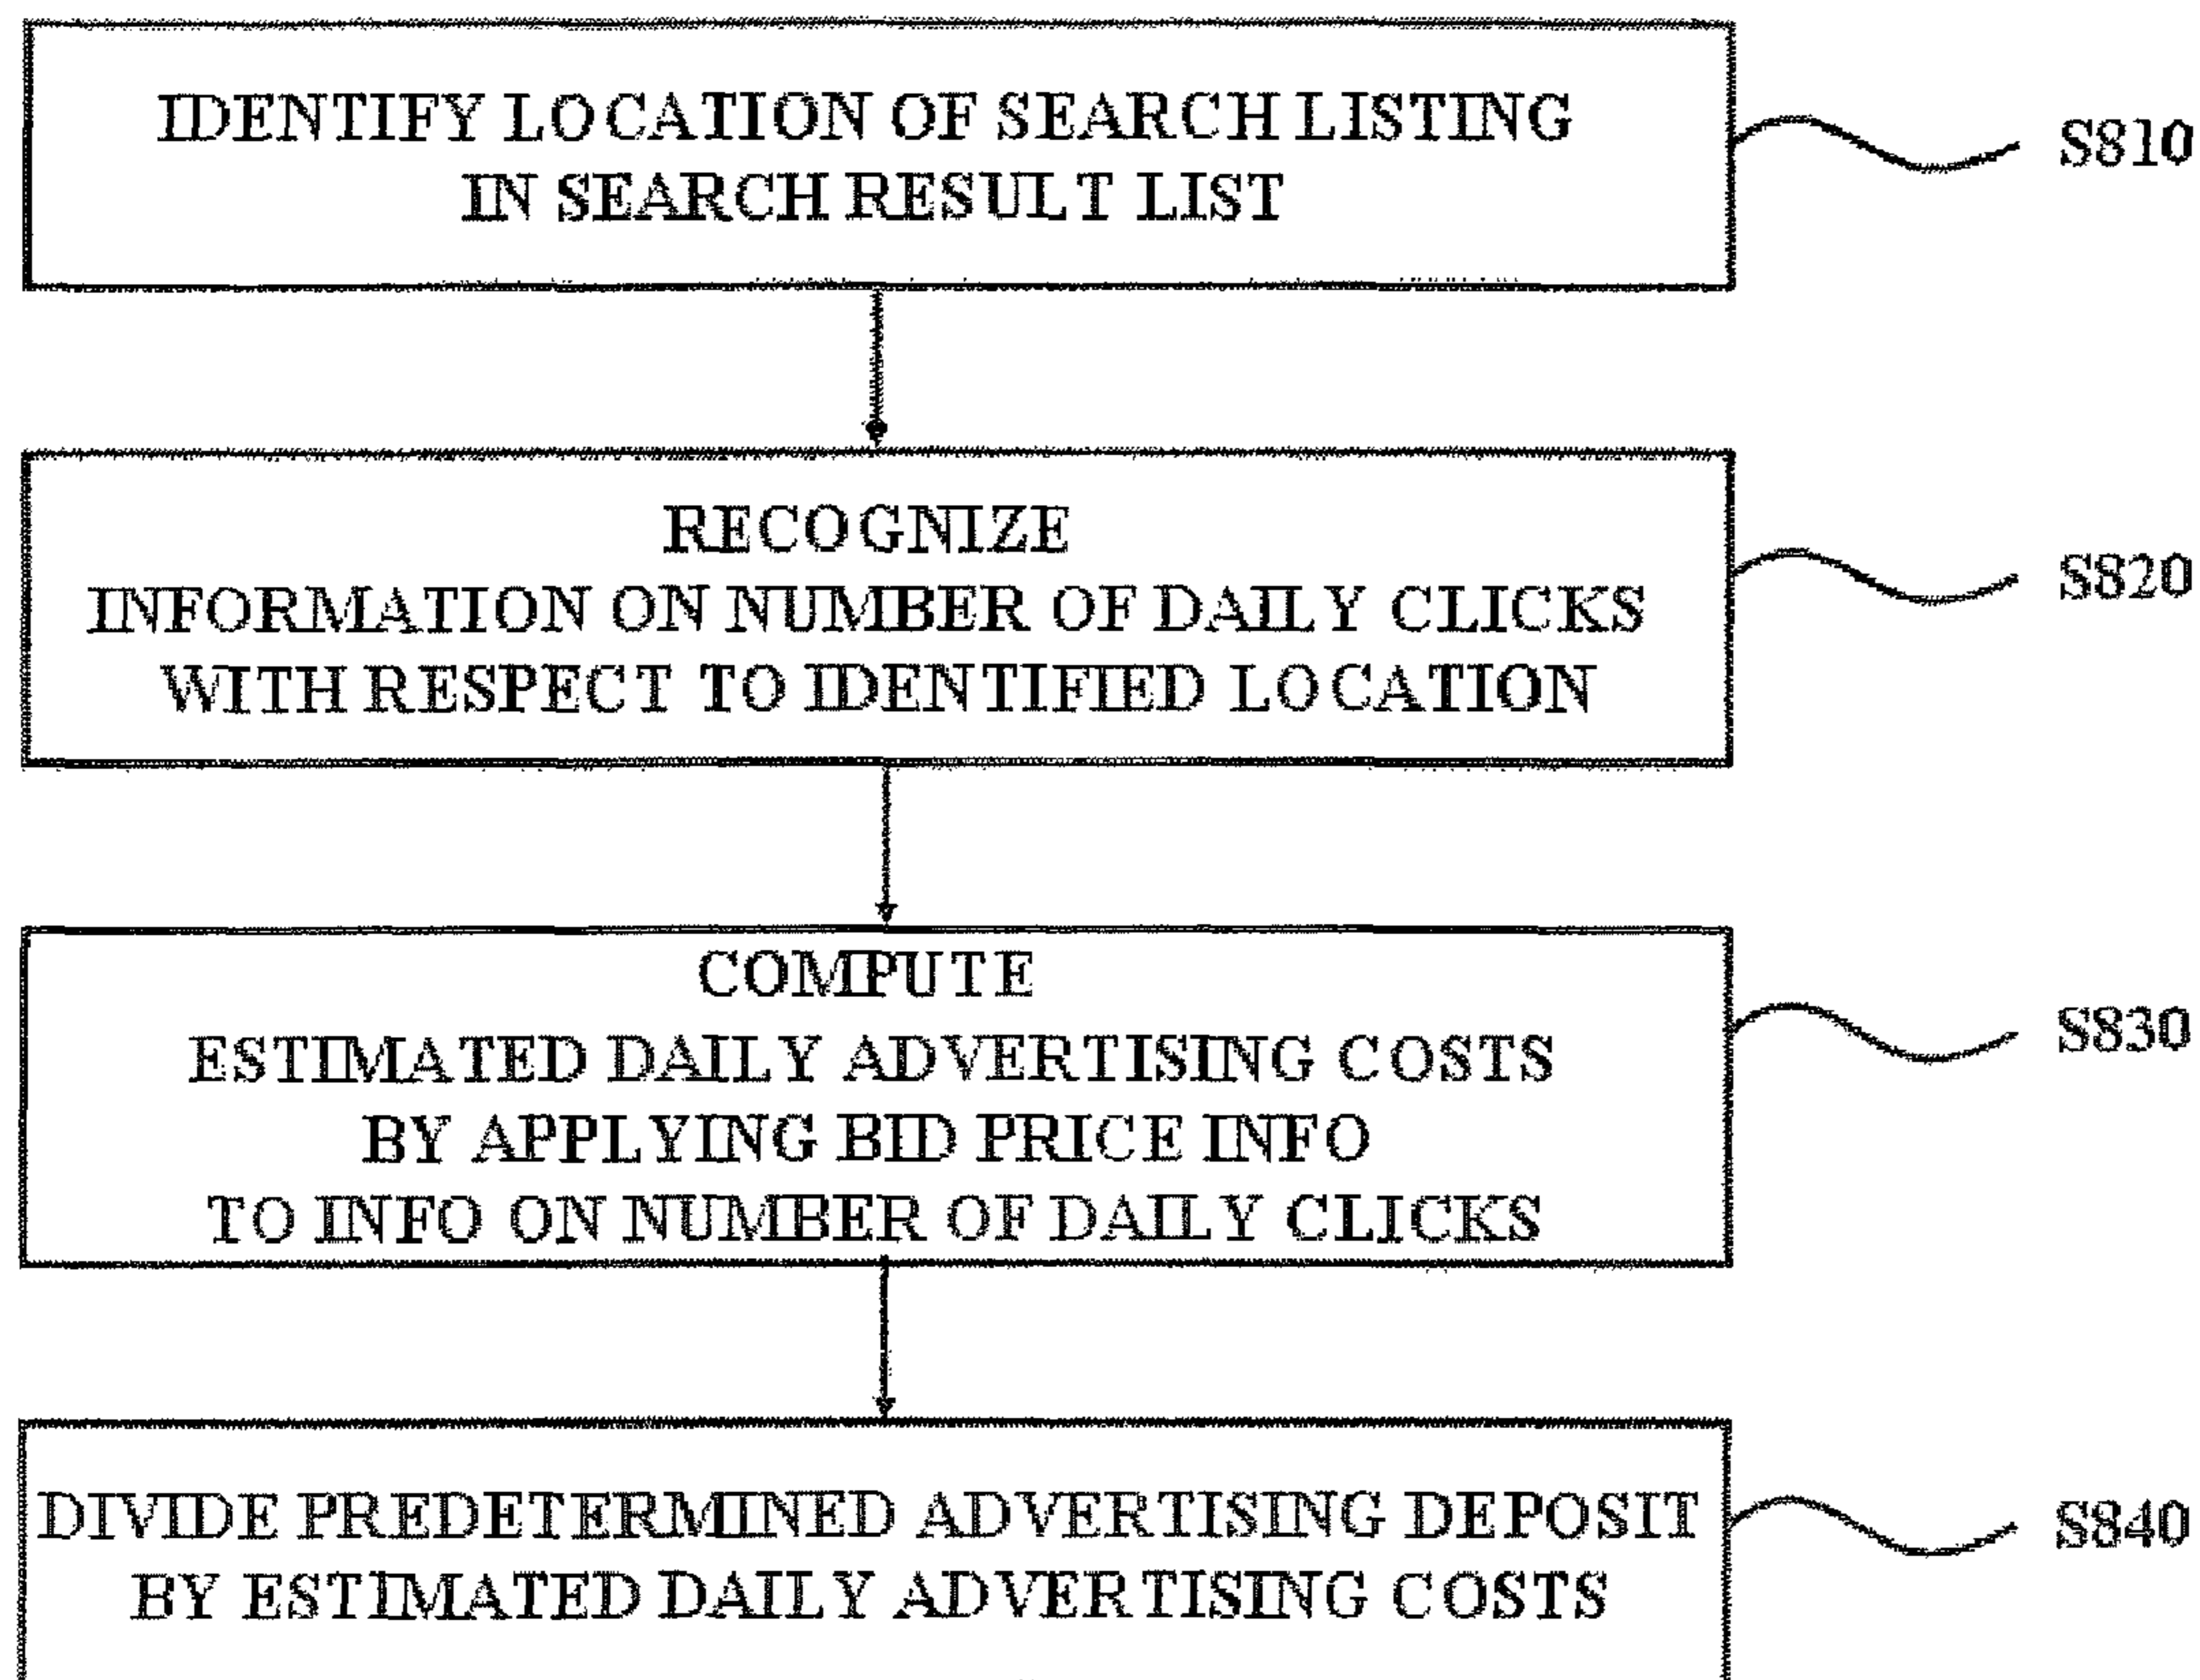 IDENTIFY LOCATION OF SEARCH LISTING
IN SEARCH RESULT LIST
S810
RECOGNIZE
INFORMATION ON NUMBER OF DAILY CLICKS
WITH RESPECT TO IDENTIFIED LOCATION
S820
COMPUTE
ESTIMATED DAILY ADVERTISING COSTS
BY APPLYING BID PRICE INFO
TO INFO ON NUMBER OF DAILY CLICKS
S830
DIVIDE PREDETERMINED ADVERTISING DEPOSIT
BY ESTIMATED DAILY ADVERTISING COSTS
S840